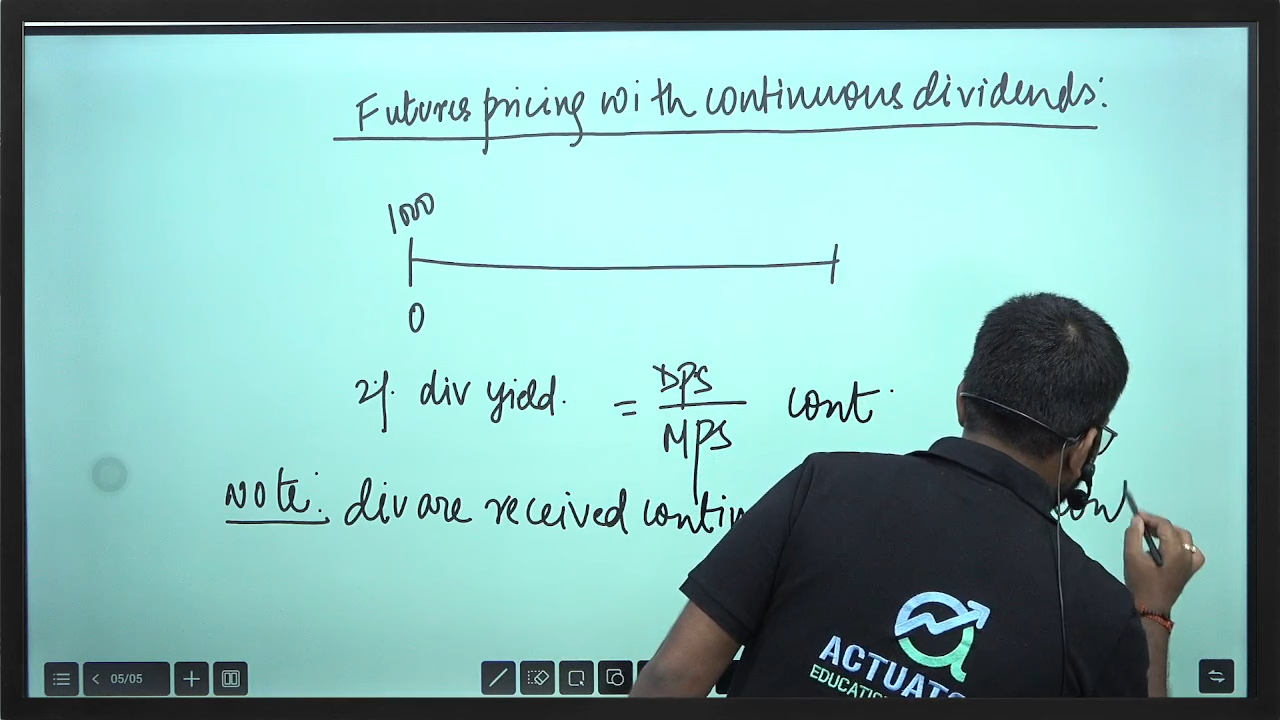 Futures pricing with continuous dividends:
1000
0
2% div yield. = DPS / MPS cont.
Note: div are received contin
05/05
ACTUAT
EDUCATI